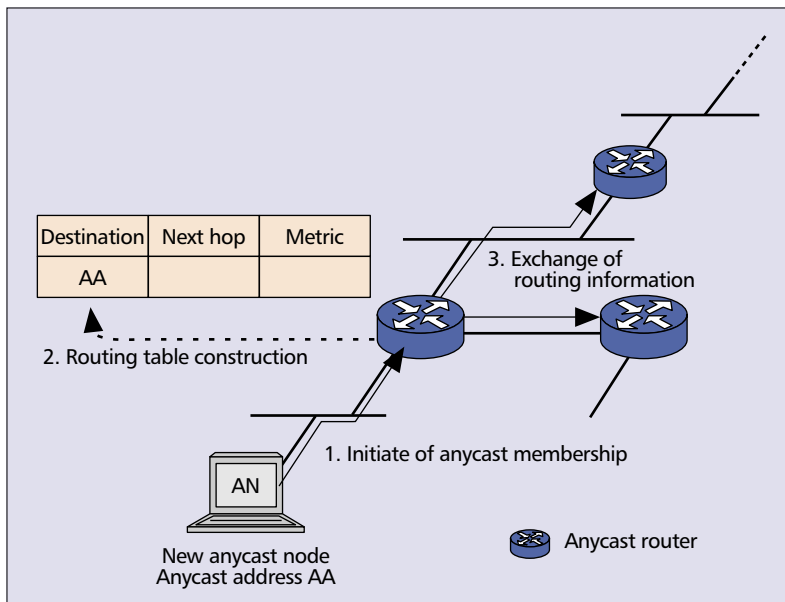 Destination Next hop Metric
AA
3. Exchange of
routing information
2. Routing table construction
1. Initiate of anycast membership
AN
New anycast node
Anycast address AA
Anycast router